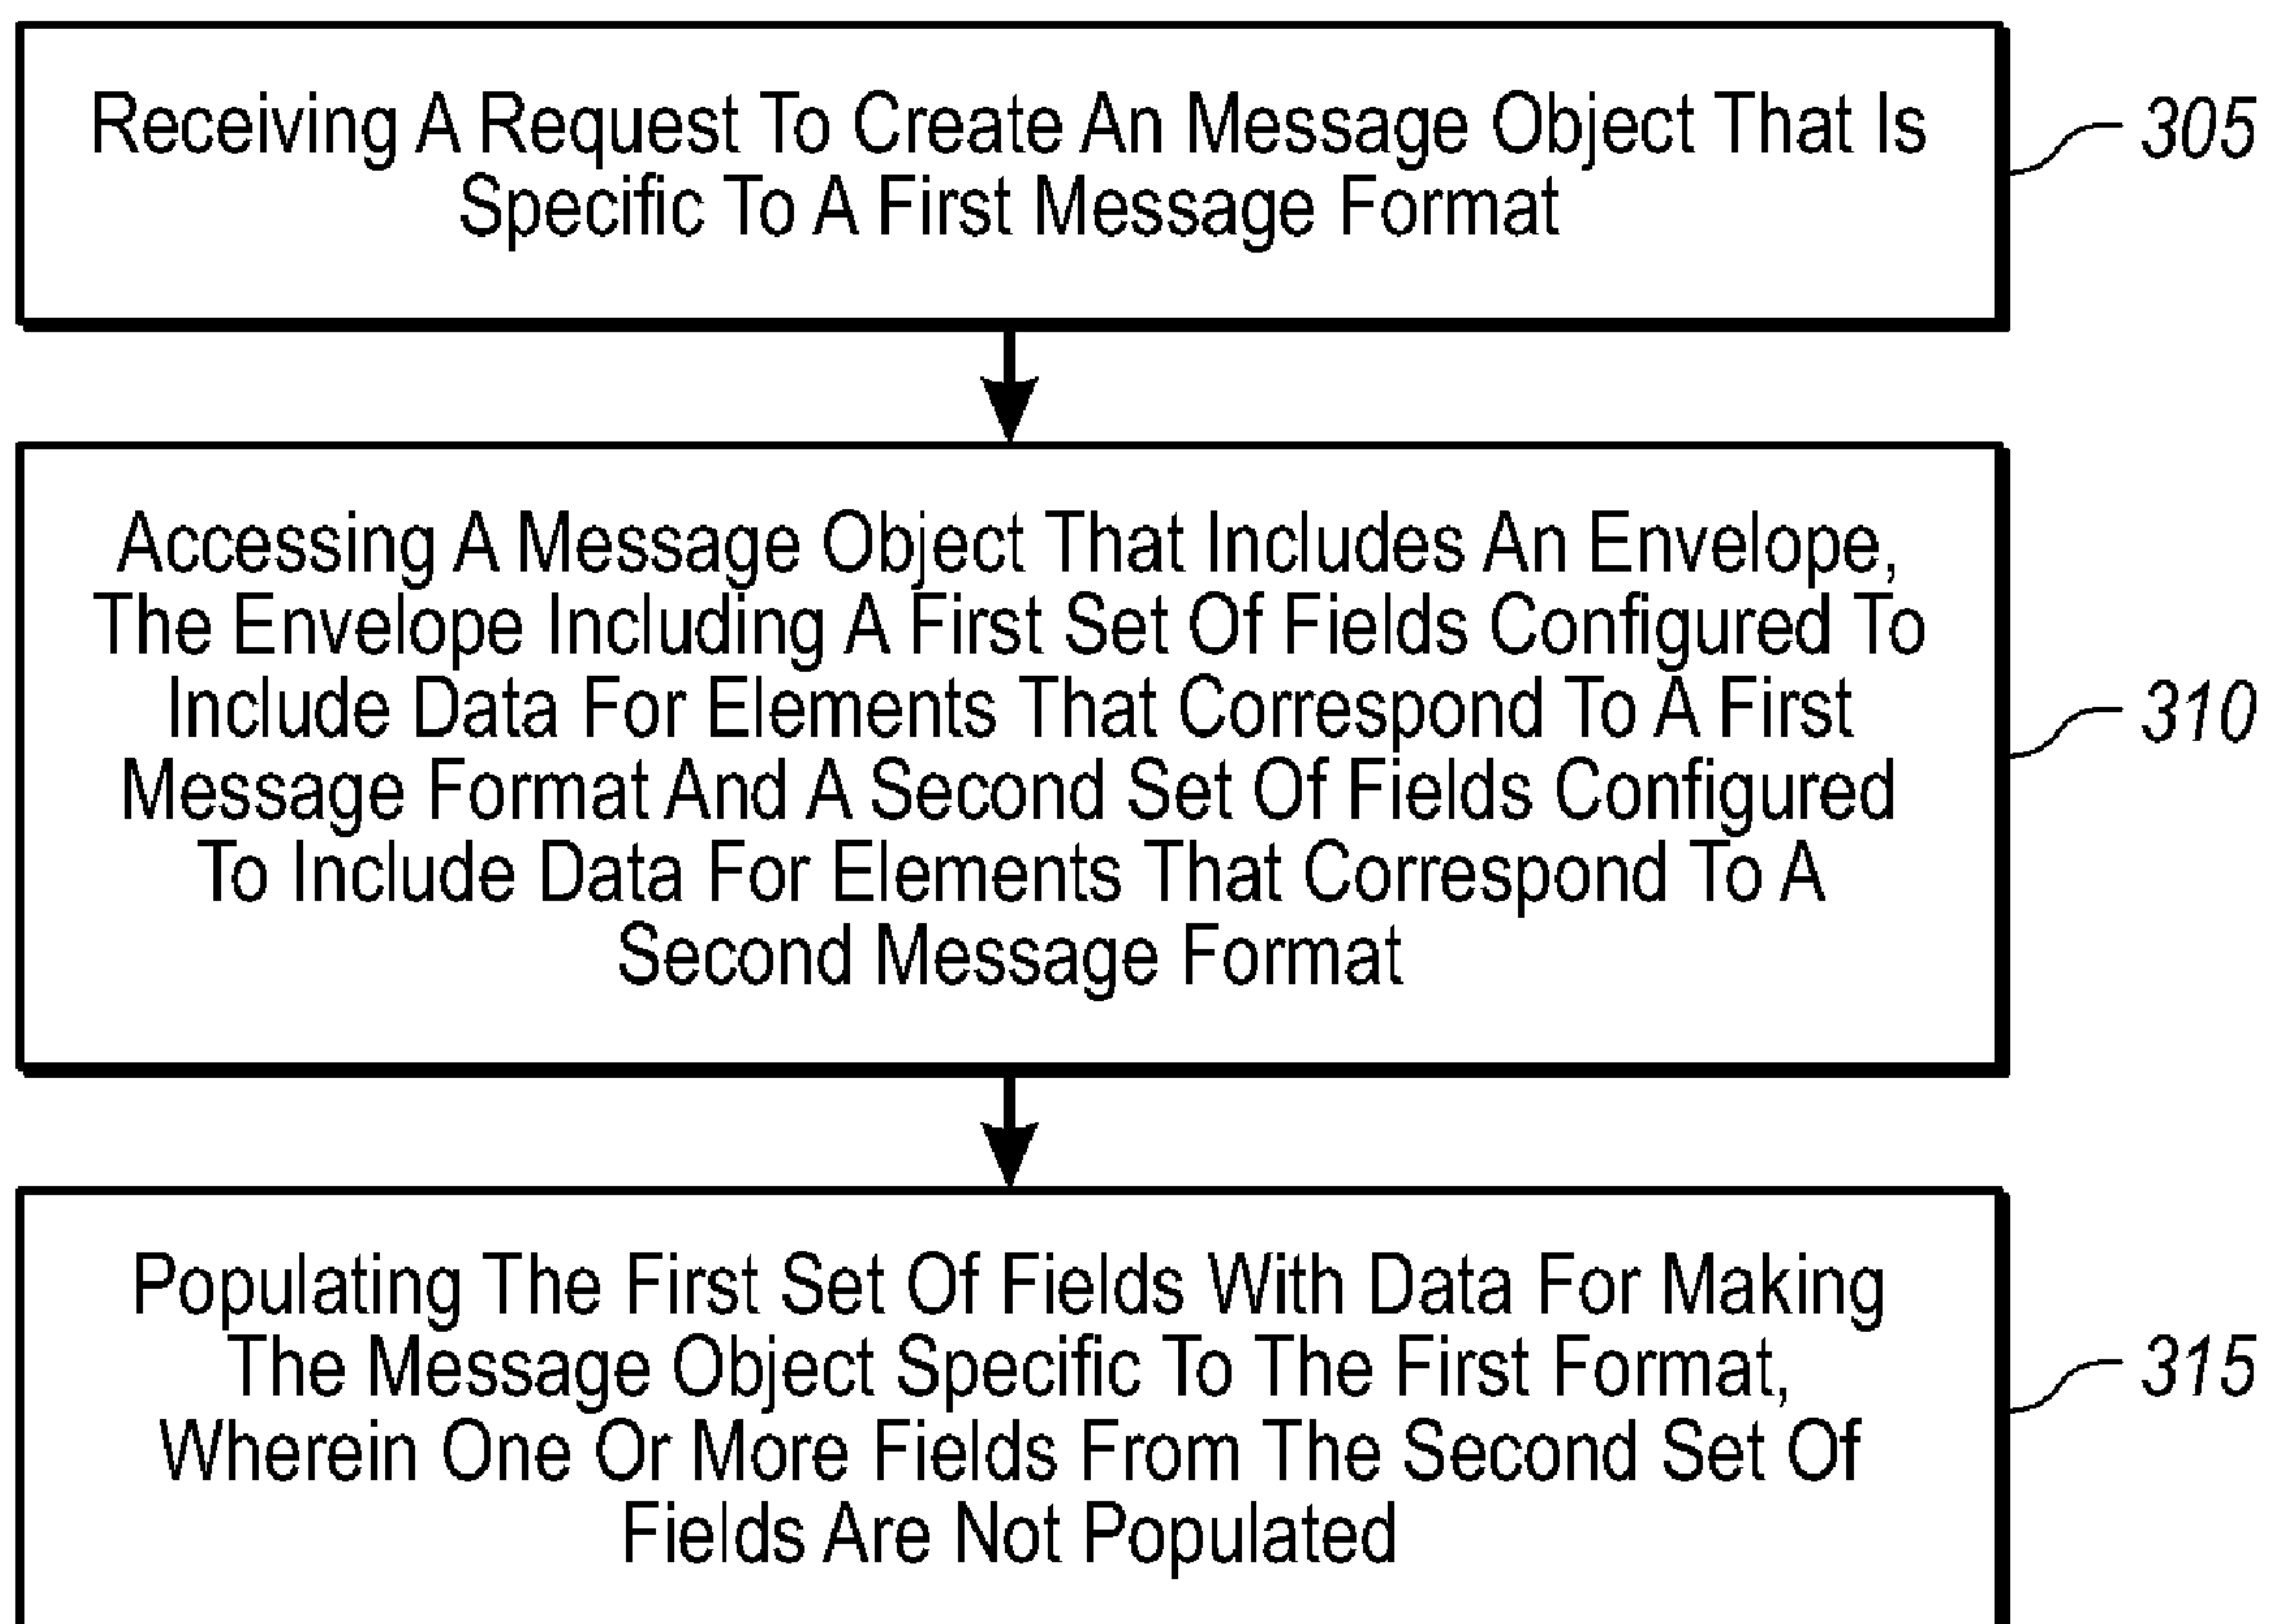 Receiving A Request To Create An Message Object That Is
Specific To A First Message Format
305
Accessing A Message Object That Includes An Envelope,
The Envelope Including A First Set Of Fields Configured To
Include Data For Elements That Correspond To A First
Message Format And A Second Set Of Fields Configured
To Include Data For Elements That Correspond To A
Second Message Format
310
Populating The First Set Of Fields With Data For Making
The Message Object Specific To The First Format,
Wherein One Or More Fields From The Second Set Of
Fields Are Not Populated
315